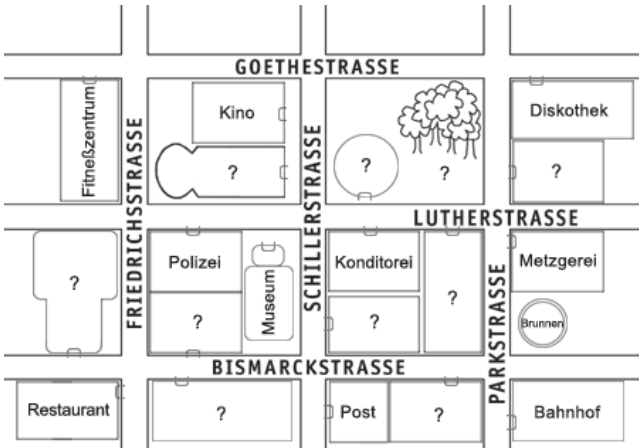 GOETHESTRASSE
Fitneßzentrum
Kino
?
?
?
Diskothek
?
FRIEDRICHSSTRASSE
SCHILLERSTRASSE
LUTHERSTRASSE
?
Polizei
?
Museum
Konditorei
?
?
PARKSTRASSE
Metzgerei
Brunnen
BISMARCKSTRASSE
Restaurant
?
Post
?
Bahnhof